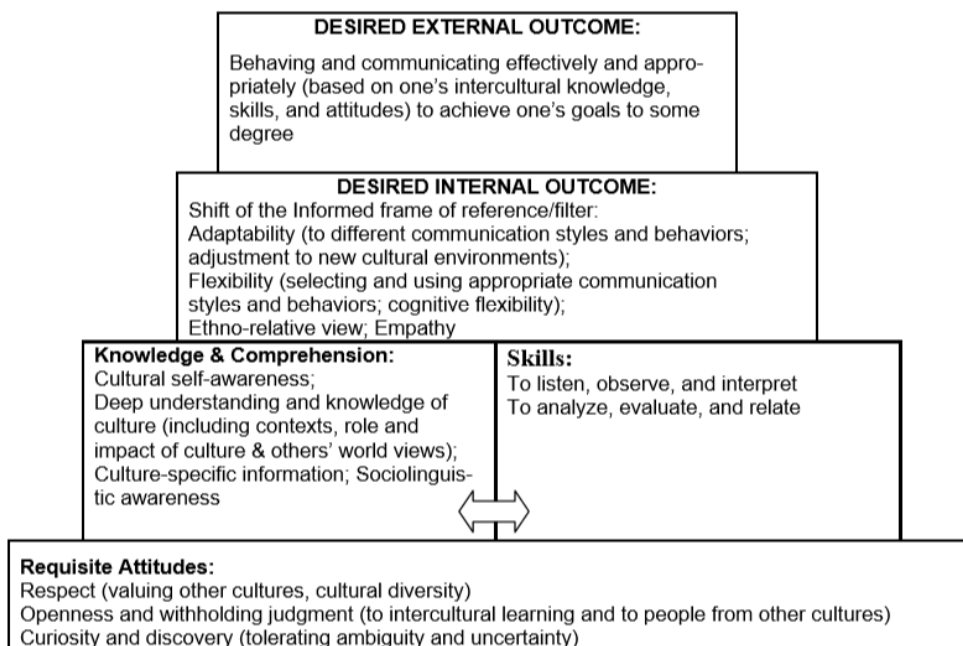 DESIRED EXTERNAL OUTCOME:
Behaving and communicating effectively and appro-
priately (based on one's intercultural knowledge,
skills, and attitudes) to achieve one's goals to some
degree
DESIRED INTERNAL OUTCOME:
Shift of the Informed frame of reference/filter:
Adaptability (to different communication styles and behaviors;
adjustment to new cultural environments);
Flexibility (selecting and using appropriate communication
styles and behaviors; cognitive flexibility);
Ethno-relative view; Empathy
Knowledge & Comprehension:
Cultural self-awareness;
Deep understanding and knowledge of
culture (including contexts, role and
impact of culture & others' world views);
Culture-specific information; Sociolinguis-
tic awareness
Skills:
To listen, observe, and interpret
To analyze, evaluate, and relate
Requisite Attitudes:
Respect (valuing other cultures, cultural diversity)
Openness and withholding judgment (to intercultural learning and to people from other cultures)
Curiosity and discovery (tolerating ambiguity and uncertainty)